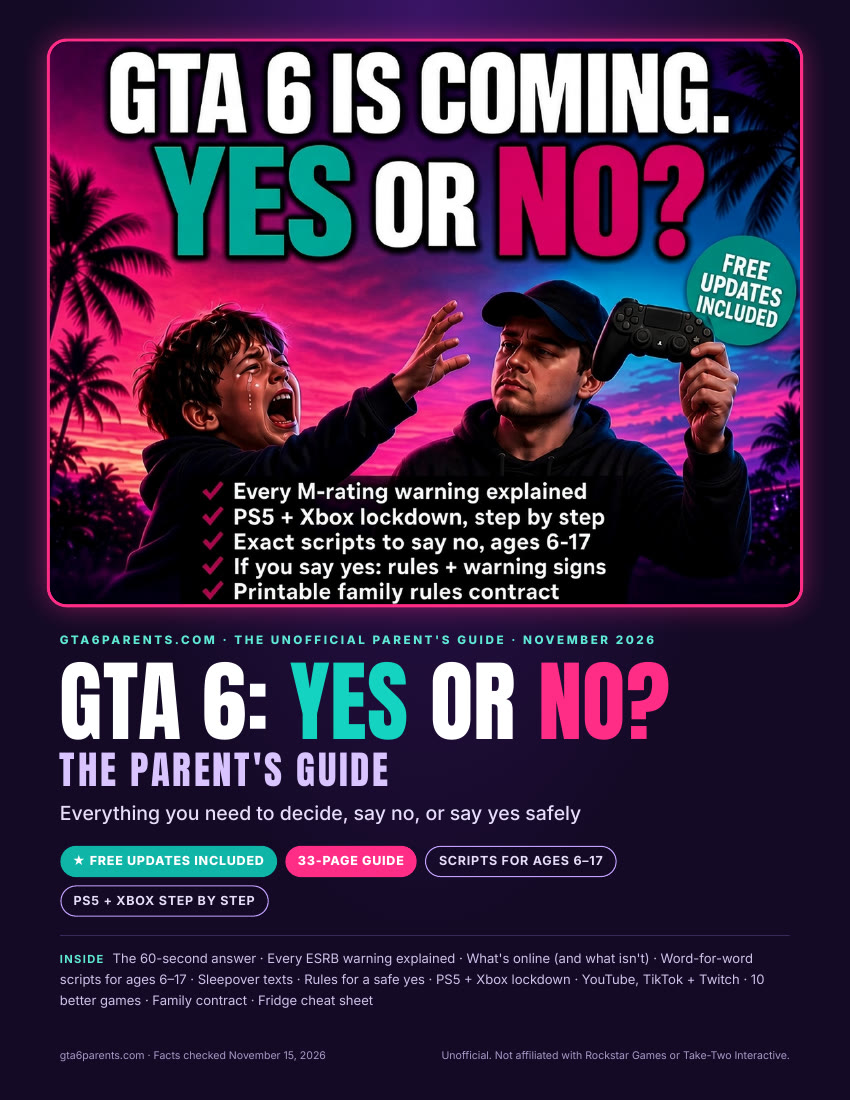 GTA 6 IS COMING.
YES OR NO?
FREE
UPDATES
INCLUDED
✓ Every M-rating warning explained
✓ PS5 + Xbox lockdown, step by step
✓ Exact scripts to say no, ages 6-17
✓ If you say yes: rules + warning signs
✓ Printable family rules contract
GTA6PARENTS.COM · THE UNOFFICIAL PARENT'S GUIDE · NOVEMBER 2026
GTA 6: YES OR NO?
THE PARENT'S GUIDE
Everything you need to decide, say no, or say yes safely
★ FREE UPDATES INCLUDED
33-PAGE GUIDE
SCRIPTS FOR AGES 6–17
PS5 + XBOX STEP BY STEP
INSIDE The 60-second answer · Every ESRB warning explained · What's online (and what isn't) · Word-for-word
scripts for ages 6–17 · Sleepover texts · Rules for a safe yes · PS5 + Xbox lockdown · YouTube, TikTok + Twitch · 10
better games · Family contract · Fridge cheat sheet
gta6parents.com · Facts checked November 15, 2026
Unofficial. Not affiliated with Rockstar Games or Take-Two Interactive.